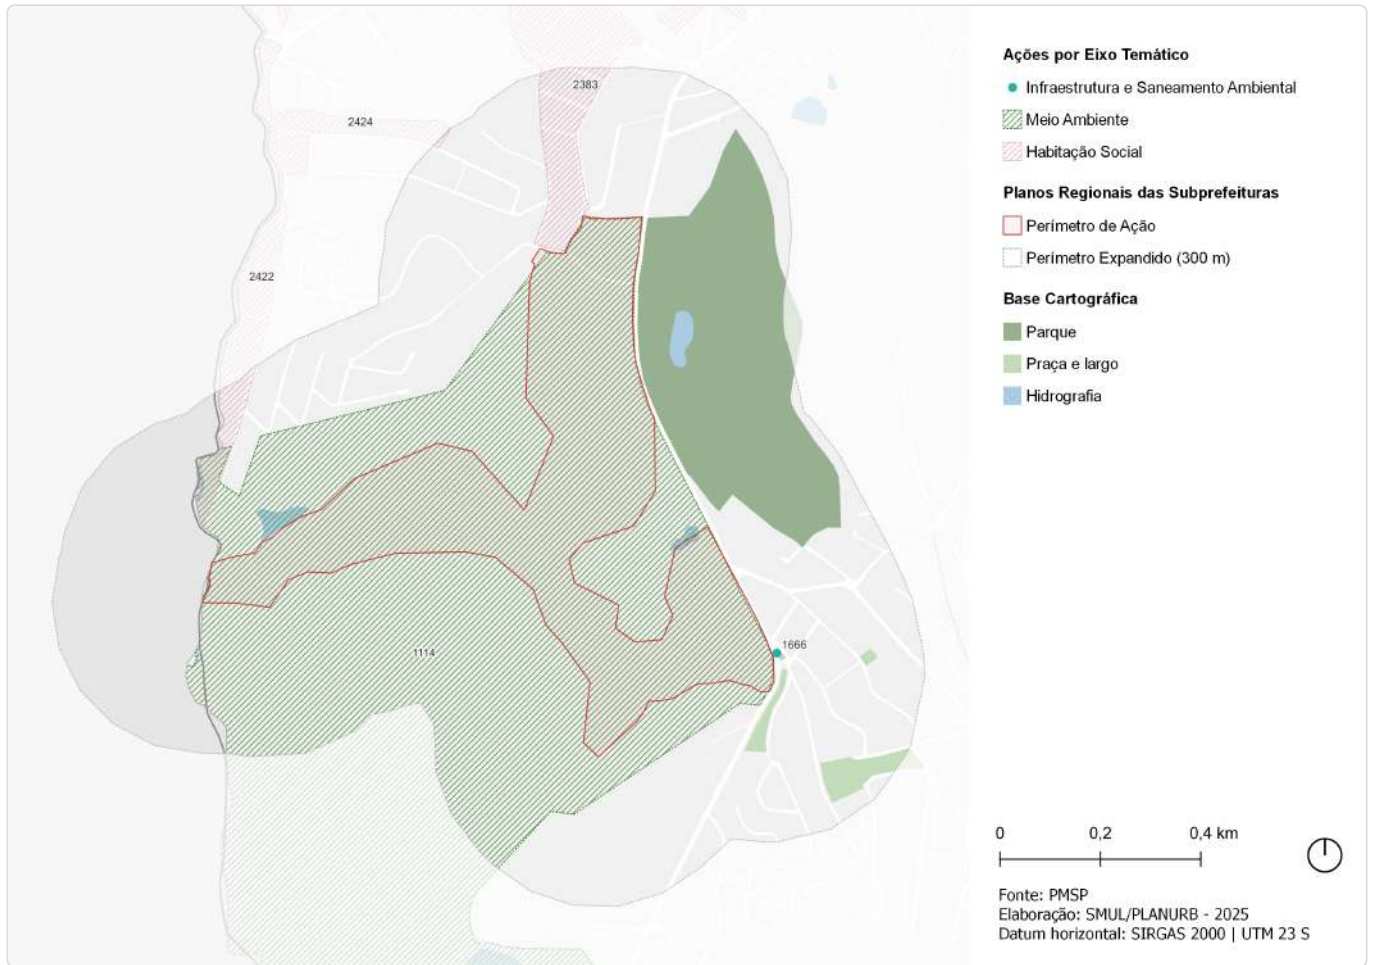 2383
2424
2422
1114
1666
Ações por Eixo Temático
Infraestrutura e Saneamento Ambiental
Meio Ambiente
Habitação Social
Planos Regionais das Subprefeituras
Perímetro de Ação
Perímetro Expandido (300 m)
Base Cartográfica
Parque
Praça e largo
Hidrografia
0 0,2 0,4 km
Fonte: PMSP
Elaboração: SMUL/PLANURB - 2025
Datum horizontal: SIRGAS 2000 | UTM 23 S